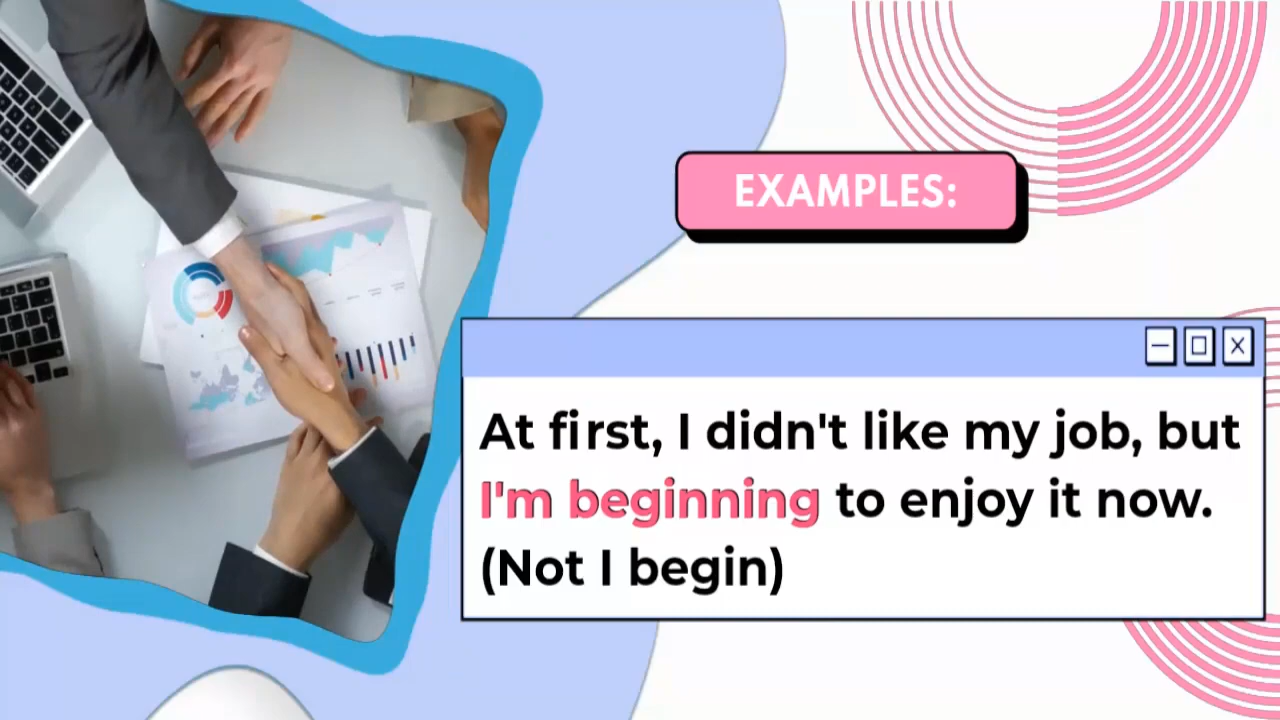 EXAMPLES:
At first, I didn't like my job, but
I'm beginning to enjoy it now.
(Not I begin)